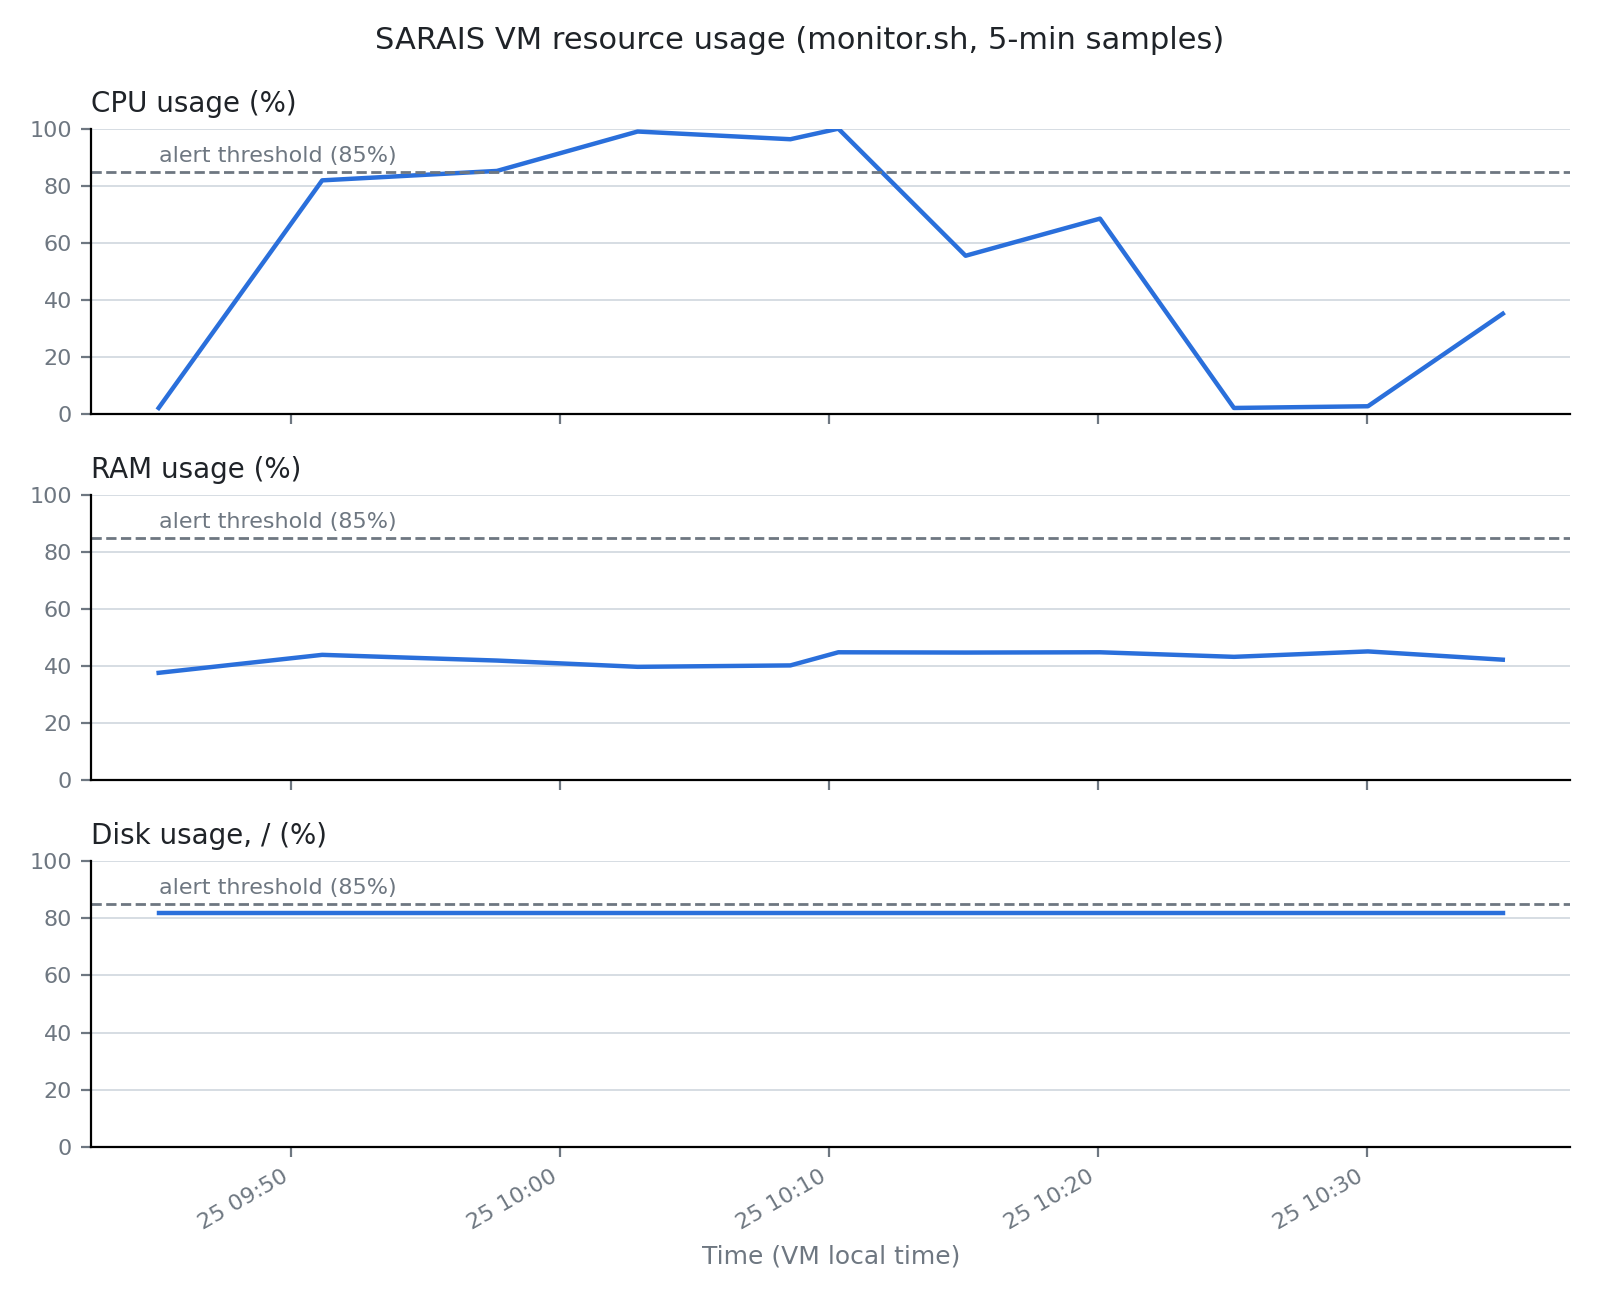 SARAIS VM resource usage (monitor.sh, 5-min samples)
CPU usage (%)
100
alert threshold (85%)
80
60
40
20
0
RAM usage (%)
100
alert threshold (85%)
80
60
40
20
0
Disk usage, / (%)
100
alert threshold (85%)
80
60
40
20
0
25 09:50
25 10:00
25 10:10
25 10:20
25 10:30
Time (VM local time)